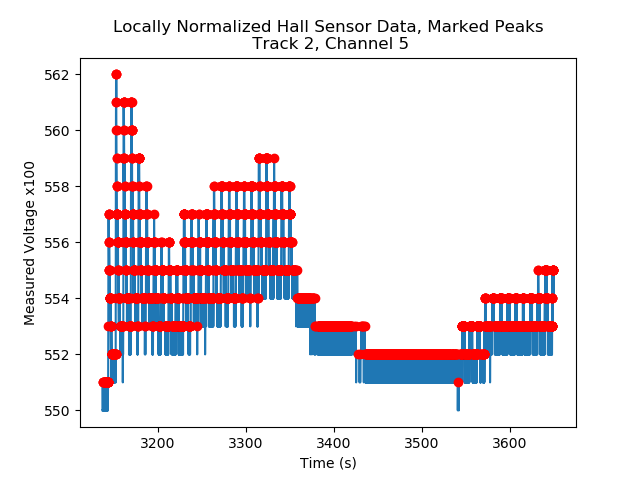 Locally Normalized Hall Sensor Data, Marked Peaks
Track 2, Channel 5
562
560
558
556
554
552
550
Measured Voltage x100
3200 3300 3400 3500 3600
Time (s)